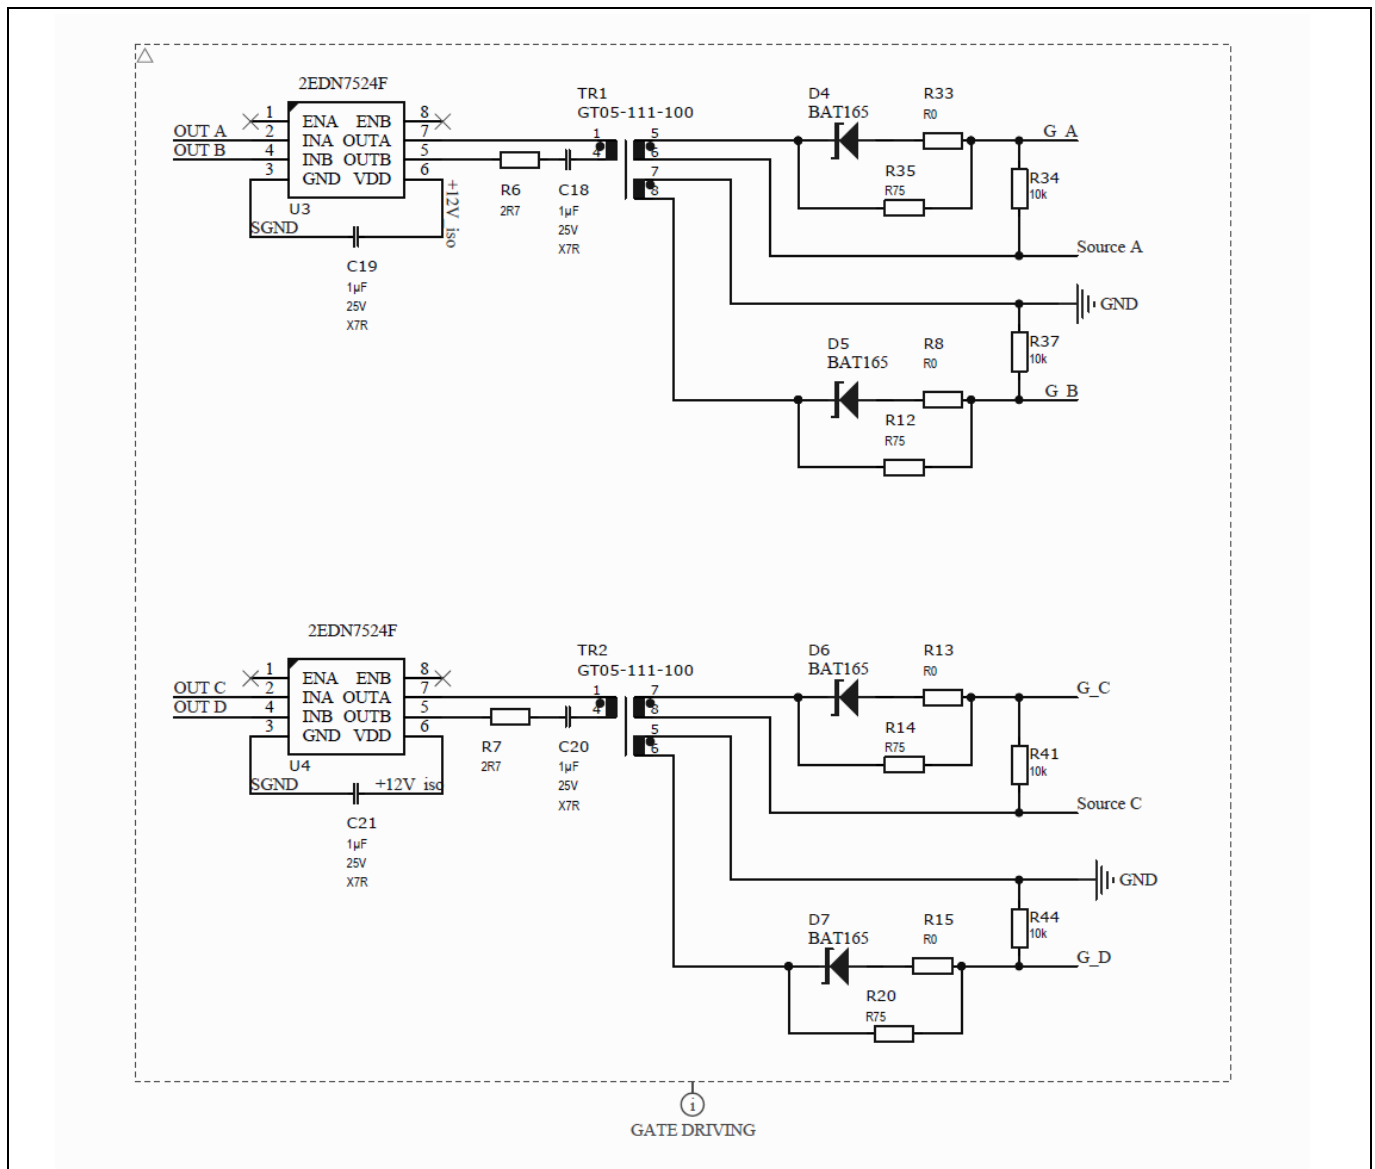 2EDN7524F
1 ENA ENB 8
OUT A 2 INA OUTA 7
OUT B 4 INB OUTB 5
3 GND VDD 6
U3
SGND
+12V_iso
C19
1µF
25V
X7R
R6
2R7
C18
1µF
25V
X7R
TR1
GT05-111-100
1
4
5
6
7
8
D4
BAT165
R33
R0
R35
R75
G_A
R34
10k
Source A
GND
R37
10k
D5
BAT165
R8
R0
G_B
R12
R75
2EDN7524F
1 ENA ENB 8
OUT C 2 INA OUTA 7
OUT D 4 INB OUTB 5
3 GND VDD 6
U4
SGND
+12V_iso
C21
1µF
25V
X7R
R7
2R7
C20
1µF
25V
X7R
TR2
GT05-111-100
1
4
7
8
5
6
D6
BAT165
R13
R0
R14
R75
G_C
R41
10k
Source C
GND
R44
10k
D7
BAT165
R15
R0
G_D
R20
R75
i
GATE DRIVING